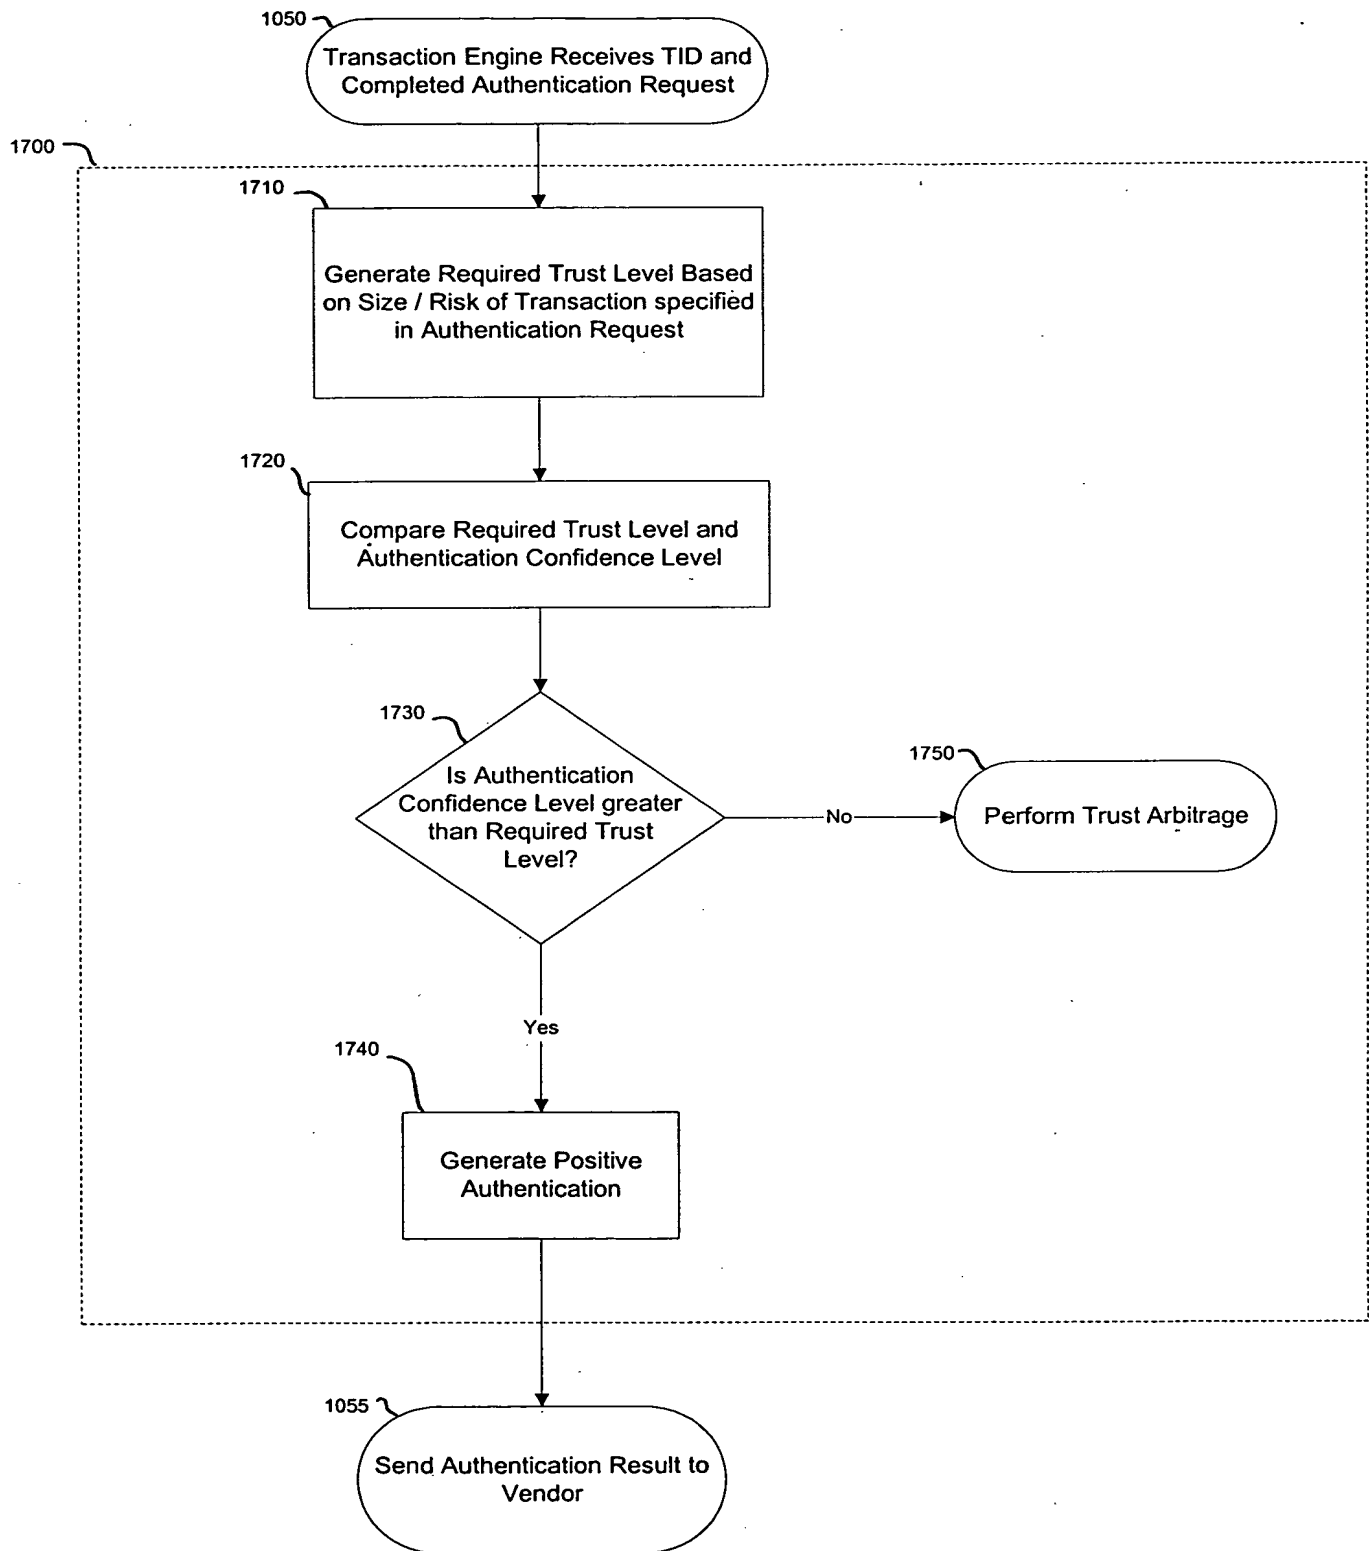 1050
Transaction Engine Receives TID and
Completed Authentication Request
1700
1710
Generate Required Trust Level Based
on Size / Risk of Transaction specified
in Authentication Request
1720
Compare Required Trust Level and
Authentication Confidence Level
1730
Is Authentication
Confidence Level greater
than Required Trust
Level?
No
1750
Perform Trust Arbitrage
Yes
1740
Generate Positive
Authentication
1055
Send Authentication Result to
Vendor